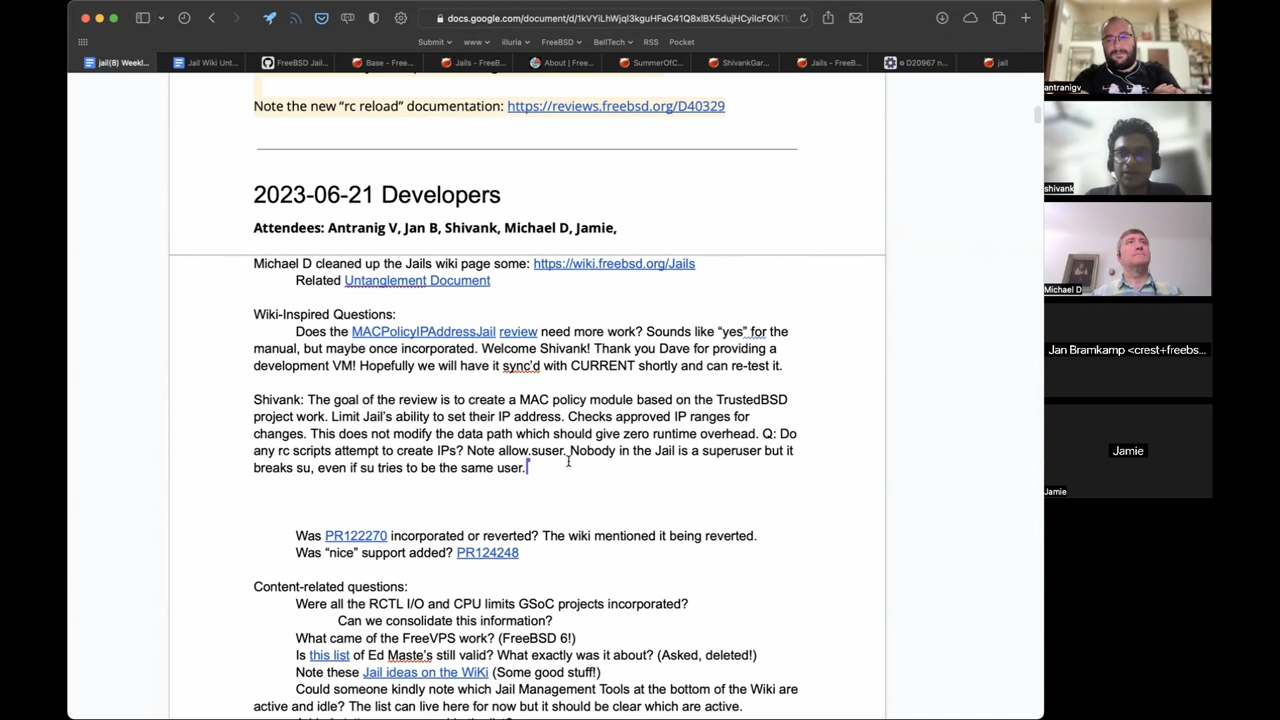 docs.google.com/document/d/1kVYiLhWjql3kguHFaG41Q8xlBX5dujHCyilcFOKT
Submit www illuria FreeBSD BellTech RSS Pocket
jail(8) Weekl... Jail Wiki Unt... FreeBSD Jail... Base - Free... Jails - FreeB... About | Free... SummerOfC... ShivankGar... Jails - FreeB... D20967 n... jail
Note the new “rc reload” documentation: https://reviews.freebsd.org/D40329
2023-06-21 Developers
Attendees: Antranig V, Jan B, Shivank, Michael D, Jamie,
Michael D cleaned up the Jails wiki page some: https://wiki.freebsd.org/Jails
Related Untanglement Document
Wiki-Inspired Questions:
Does the MACPolicyIPAddressJail review need more work? Sounds like “yes” for the
manual, but maybe once incorporated. Welcome Shivank! Thank you Dave for providing a
development VM! Hopefully we will have it sync’d with CURRENT shortly and can re-test it.
Shivank: The goal of the review is to create a MAC policy module based on the TrustedBSD
project work. Limit Jail’s ability to set their IP address. Checks approved IP ranges for
changes. This does not modify the data path which should give zero runtime overhead. Q: Do
any rc scripts attempt to create IPs? Note allow.suser. Nobody in the Jail is a superuser but it
breaks su, even if su tries to be the same user.
Was PR122270 incorporated or reverted? The wiki mentioned it being reverted.
Was “nice” support added? PR124248
Content-related questions:
Were all the RCTL I/O and CPU limits GSoC projects incorporated?
Can we consolidate this information?
What came of the FreeVPS work? (FreeBSD 6!)
Is this list of Ed Maste’s still valid? What exactly was it about? (Asked, deleted!)
Note these Jail ideas on the WiKi (Some good stuff!)
Could someone kindly note which Jail Management Tools at the bottom of the Wiki are
active and idle? The list can live here for now but it should be clear which are active.
antranigv
shivank
Michael D
Jan Bramkamp <crest+freebs...
Jamie
Jamie